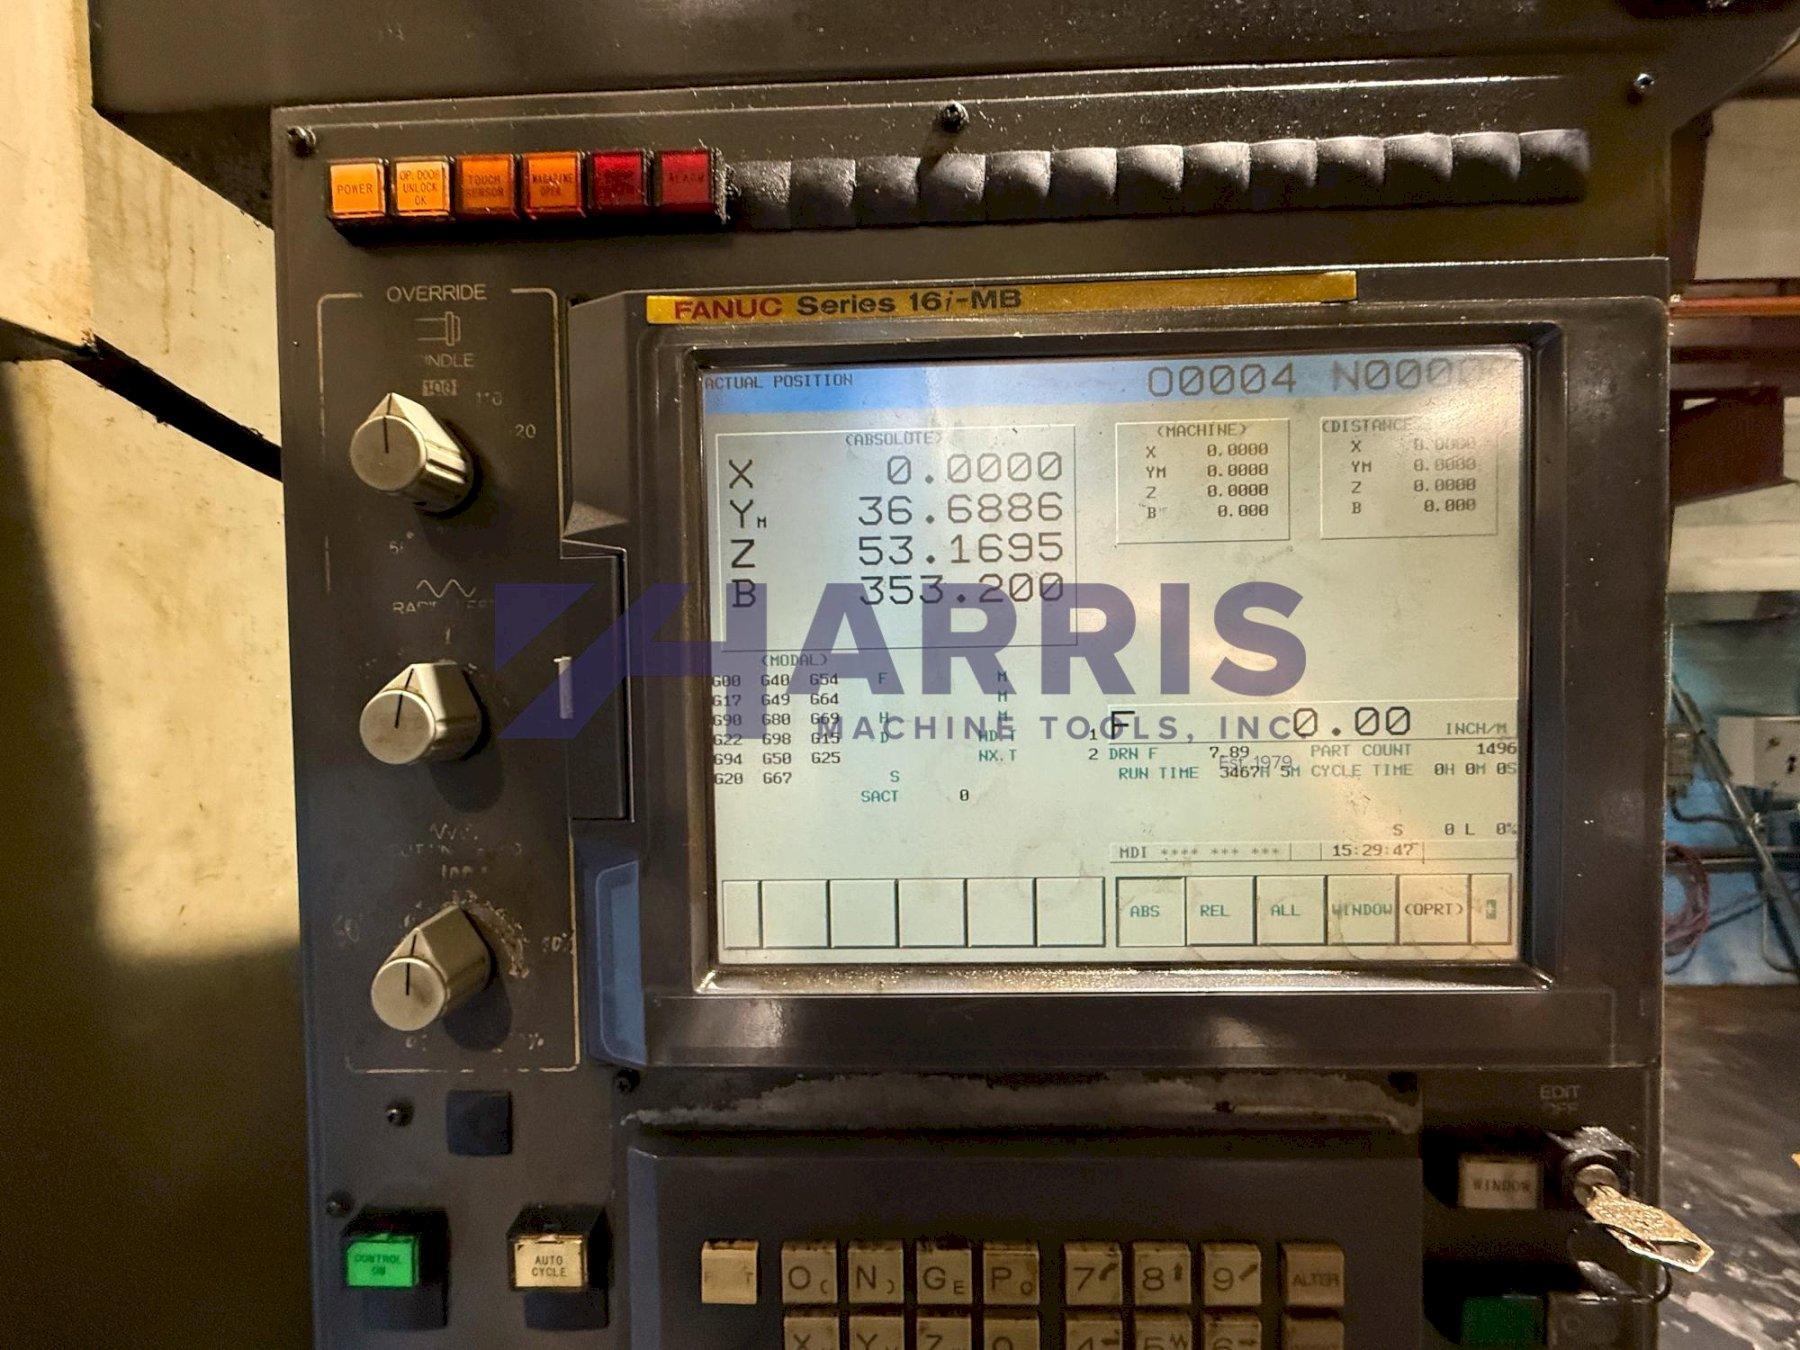 POWER
OP. DOOR UNLOCK OK
TOUCH SENSOR
MAGAZINE OPEN
ALARM
OVERRIDE
FANUC Series 16i-MB
100
20
ACTUAL POSITION O0004
(ABSOLUTE)
X 0.0000
YM 36.6886
Z 53.1695
B 353.200
(MACHINE)
X 0.0000
YM 0.0000
Z 0.0000
B 0.000
(DISTANCE
X 0.0000
YM 0.0000
Z 0.0000
B 0.000
HARRIS
MACHINE TOOLS, INC.
Est. 1979
(MODAL)
G00 G40 G54 F M
G17 G49 G64 M
G90 G80 G69 H M
G22 G98 G15 D
G94 G50 G25 NX.T 2
G20 G67 S
SACT 0
F 0.00 INCH/M
DRN F 7.89 PART COUNT 1496
RUN TIME 3467H 5M CYCLE TIME 0H 0M 0S
S 0 L 0%
MDI **** *** *** 15:29:47
ABS REL ALL WINDOW (OPRT) +
EDIT
WINDOW
CONTROL ON
AUTO CYCLE
O( N) GE P 7 8 9 ALTER
X Y Z Q 4 5 6